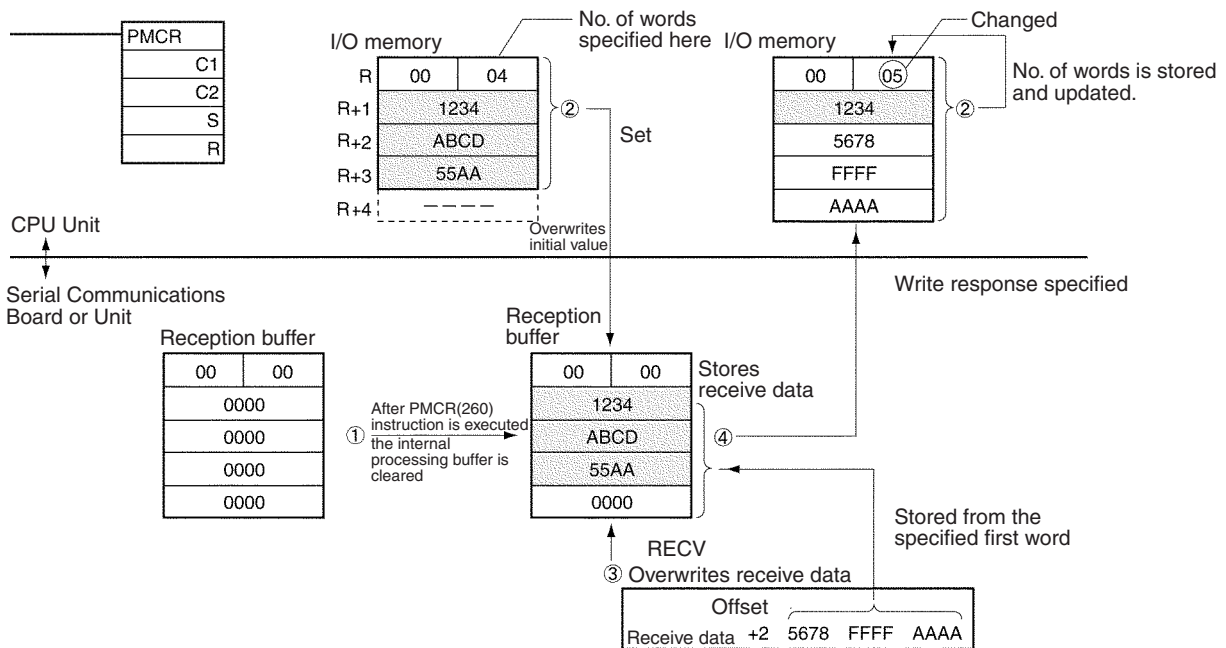 PMCR
C1
C2
S
R
I/O memory
No. of words
specified here
R 00 04
R+1 1234
R+2 ABCD
R+3 55AA
R+4
②
Set
Overwrites
initial value
I/O memory
Changed
00 05
1234
5678
FFFF
AAAA
②
No. of words is stored
and updated.
CPU Unit
Serial Communications
Board or Unit
Write response specified
Reception buffer
00 00
0000
0000
0000
0000
① After PMCR(260)
instruction is executed
the internal
processing buffer is
cleared
Reception
buffer
00 00
1234
ABCD
55AA
0000
Stores
receive data
④
Stored from the
specified first word
RECV
③ Overwrites receive data
Offset
Receive data +2 5678 FFFF AAAA